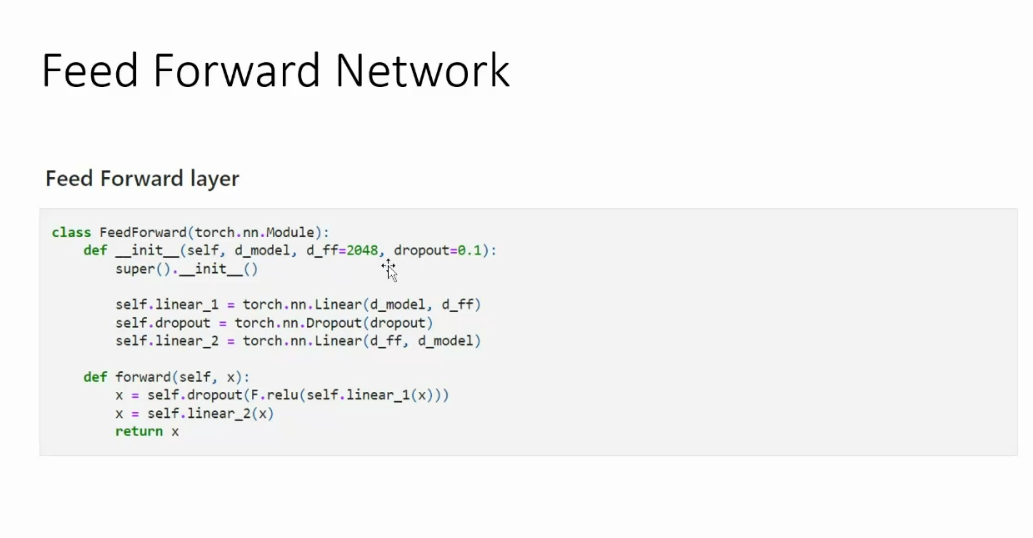 Feed Forward Network
Feed Forward layer
class FeedForward(torch.nn.Module):
    def __init__(self, d_model, d_ff=2048, dropout=0.1):
        super().__init__()
        self.linear_1 = torch.nn.Linear(d_model, d_ff)
        self.dropout = torch.nn.Dropout(dropout)
        self.linear_2 = torch.nn.Linear(d_ff, d_model)
    def forward(self, x):
        x = self.dropout(F.relu(self.linear_1(x)))
        x = self.linear_2(x)
        return x